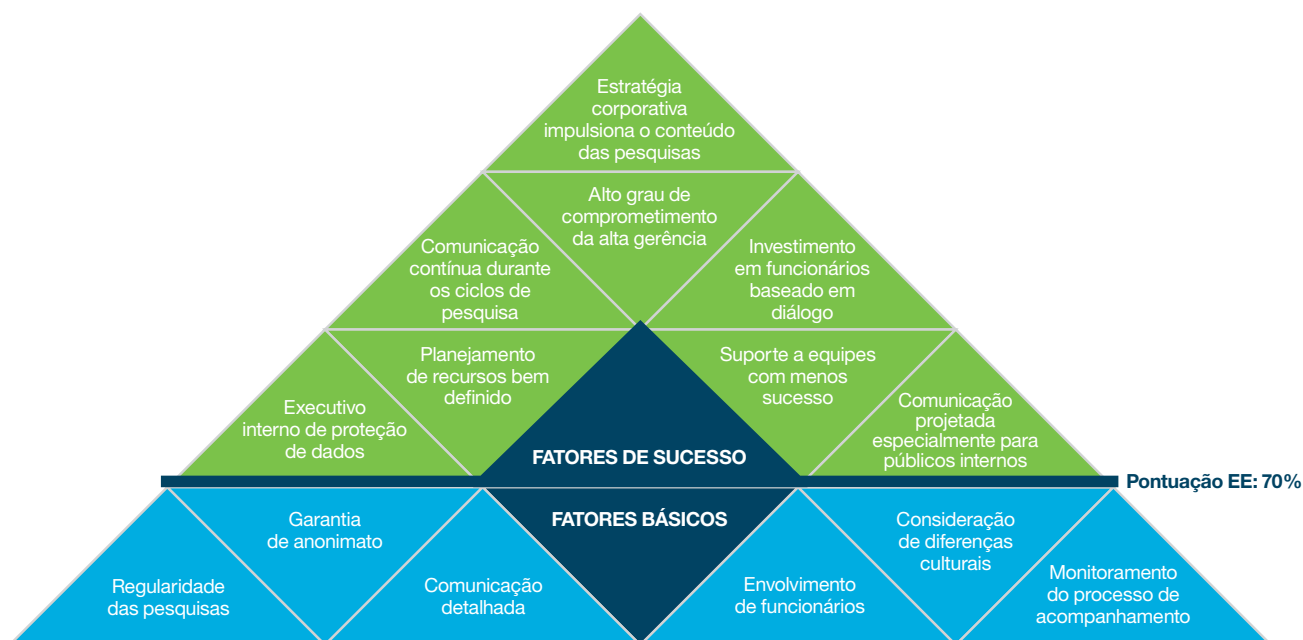 Estratégia
corporativa
impulsiona o conteúdo
das pesquisas
Alto grau de
comprometimento
da alta gerência
Comunicação
contínua durante
os ciclos de
pesquisa
Investimento
em funcionários
baseado em
diálogo
Planejamento
de recursos bem
definido
Suporte a equipes
com menos
sucesso
Executivo
interno de proteção
de dados
Comunicação
projetada
especialmente para
públicos internos
FATORES DE SUCESSO
Pontuação EE: 70%
FATORES BÁSICOS
Garantia
de anonimato
Consideração
de diferenças
culturais
Regularidade
das pesquisas
Comunicação
detalhada
Envolvimento
de funcionários
Monitoramento
do processo de
acompanhamento